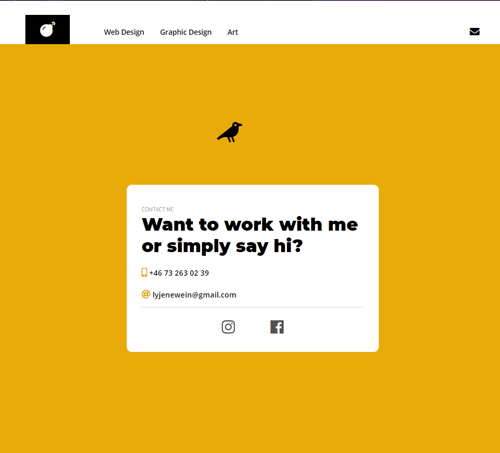 Web Design Graphic Design Art
CONTACT ME
Want to work with me
or simply say hi?
+46 73 263 02 39
@ lyjenewein@gmail.com